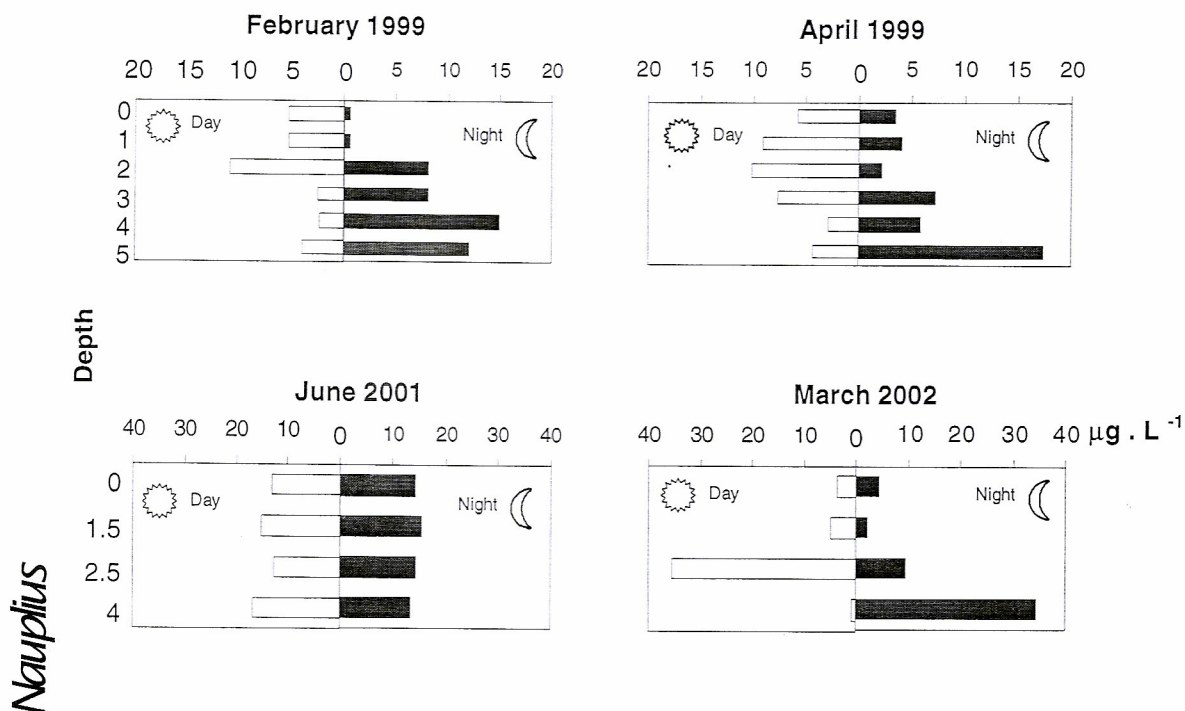 February 1999
20 15 10 5 0 5 10 15 20
0
1
2
3
4
5
Day
Night
April 1999
20 15 10 5 0 5 10 15 20
Day
Night
Depth
June 2001
40 30 20 10 0 10 20 30 40
0
1.5
2.5
4
Day
Night
March 2002
40 30 20 10 0 10 20 30 40 µg . L -1
Day
Night
Nauplius